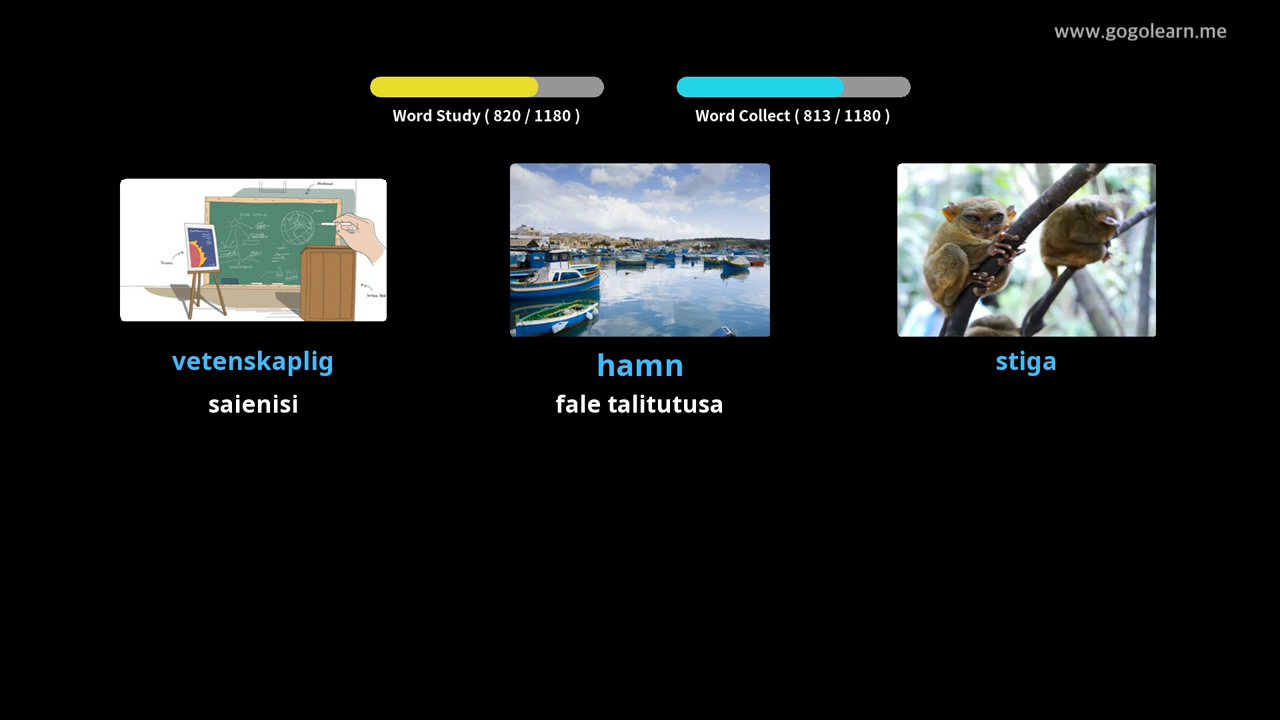 www.gogolearn.me
Word Study ( 820 / 1180 )
Word Collect ( 813 / 1180 )
vetenskaplig
hamn
stiga
saienisi
fale talitutusa